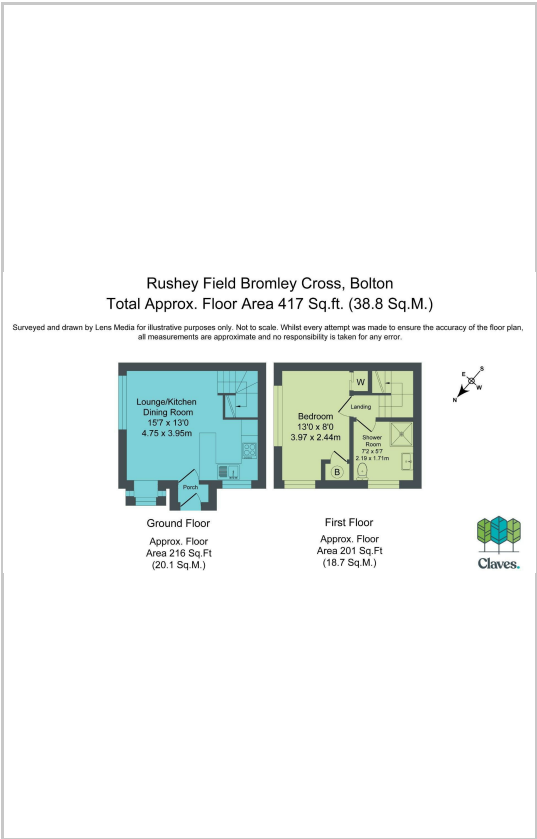 Rushey Field Bromley Cross, Bolton
Total Approx. Floor Area 417 Sq.ft. (38.8 Sq.M.)
Surveyed and drawn by Lens Media for illustrative purposes only. Not to scale. Whilst every attempt was made to ensure the accuracy of the floor plan,
all measurements are approximate and no responsibility is taken for any error.
Lounge/Kitchen
Dining Room
15'7 x 13'0
4.75 x 3.95m
Porch
Ground Floor
Approx. Floor
Area 216 Sq.Ft
(20.1 Sq.M.)
W
Landing
Bedroom
13'0 x 8'0
3.97 x 2.44m
Shower
Room
7'2 x 5'7
2.19 x 1.71m
B
First Floor
Approx. Floor
Area 201 Sq.Ft
(18.7 Sq.M.)
S
E
W
N
Claves.